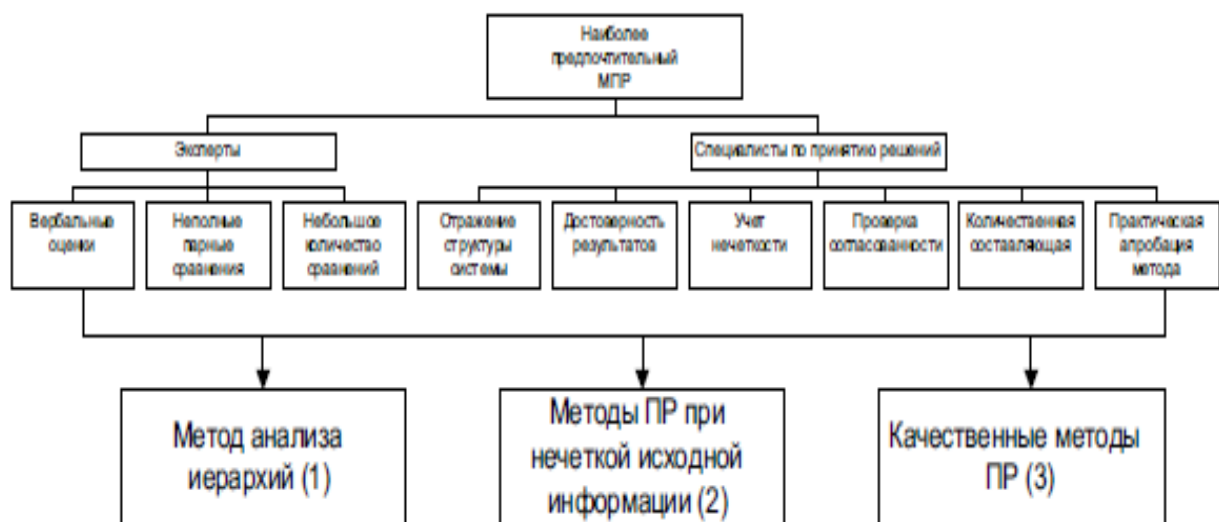 Наиболее
предпочтительный
МПР
Эксперты
Специалисты по принятию решений
Вербальные
оценки
Неполные
парные
сравнения
Небольшое
количество
сравнений
Отражение
структуры
системы
Достоверность
результатов
Учет
нечеткости
Проверка
согласованности
Количественная
составляющая
Практическая
апробация
метода
Метод анализа
иерархий (1)
Методы ПР при
нечеткой исходной
информации (2)
Качественные методы
ПР (3)